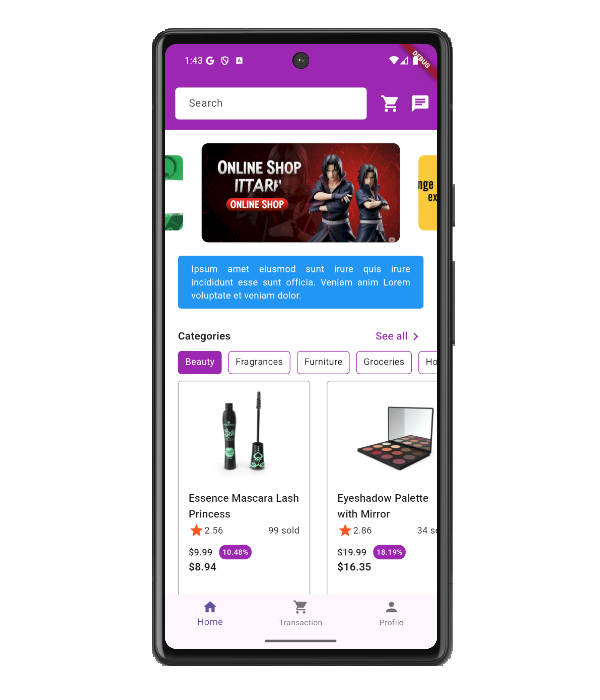 1:43
DEBUG
Search
ONLINE SHOP
ITTARI'
ONLINE SHOP
nge
ex
Ipsum amet eiusmod sunt irure quis irure
incididunt esse sunt officia. Veniam anim Lorem
voluptate et veniam dolor.
Categories
See all
Beauty
Fragrances
Furniture
Groceries
Ho
Essence Mascara Lash
Princess
2.56
99 sold
$9.99
10.48%
$8.94
Eyeshadow Palette
with Mirror
2.86
34 so
$19.99
18.19%
$16.35
Home
Transaction
Profile